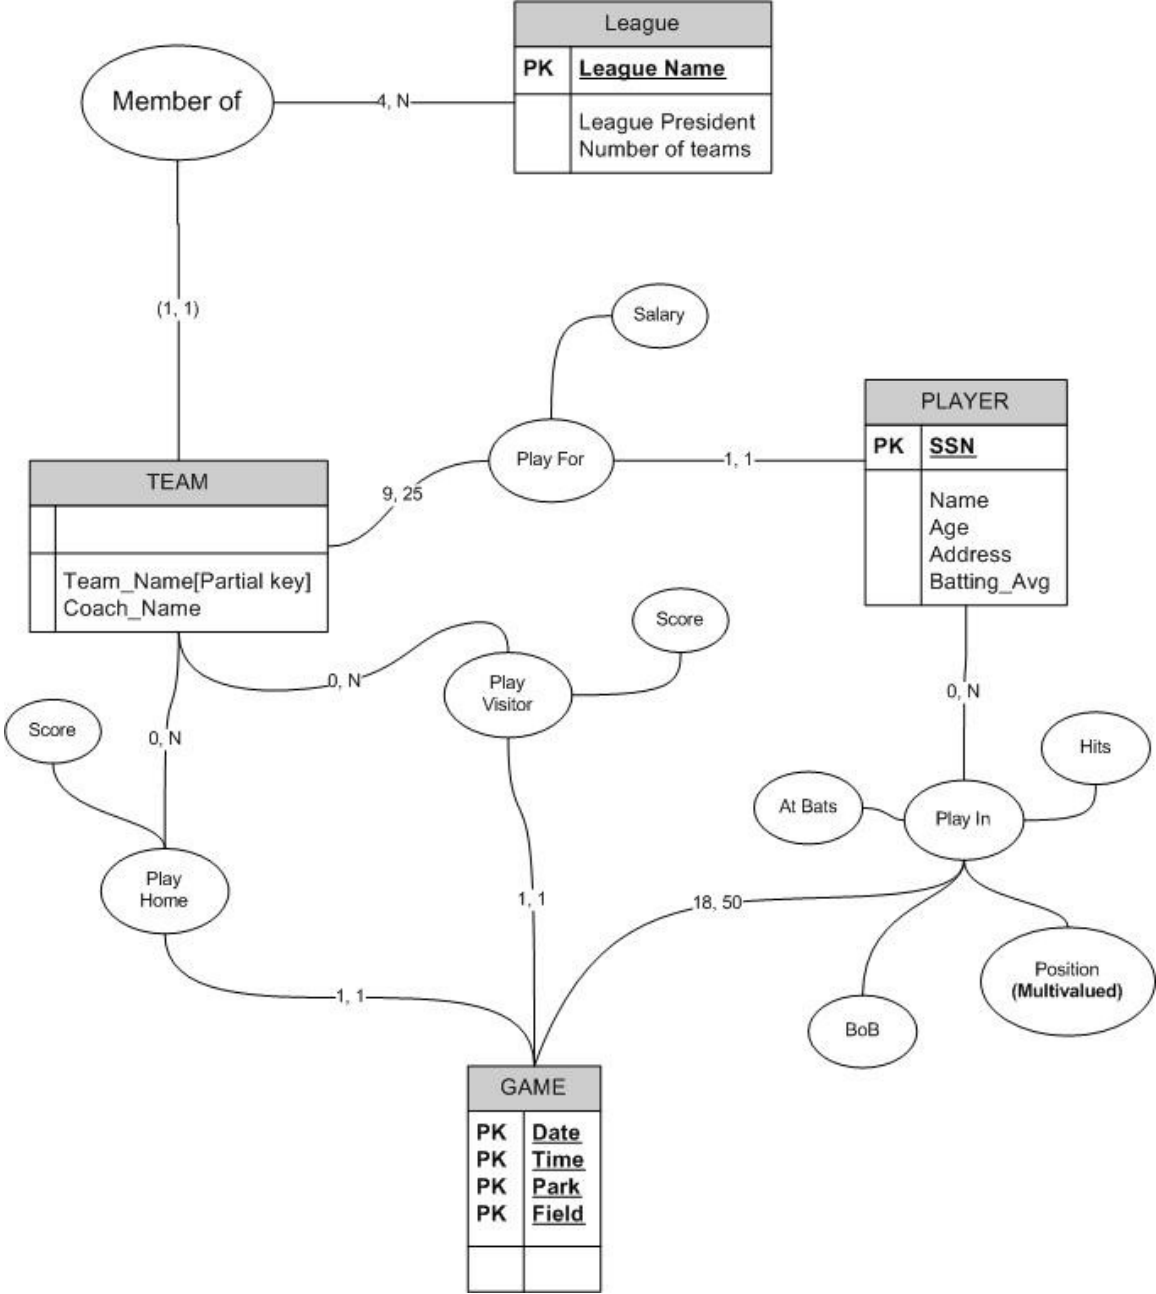 League
PK League Name
League President
Number of teams
Member of
4, N
(1, 1)
Salary
PLAYER
PK SSN
Name
Age
Address
Batting_Avg
Play For
1, 1
9, 25
TEAM
Team_Name[Partial key]
Coach_Name
Score
Play
Visitor
0, N
0, N
Score
0, N
Hits
At Bats
Play In
Play
Home
1, 1
18, 50
Position
(Multivalued)
1, 1
BoB
GAME
PK Date
PK Time
PK Park
PK Field